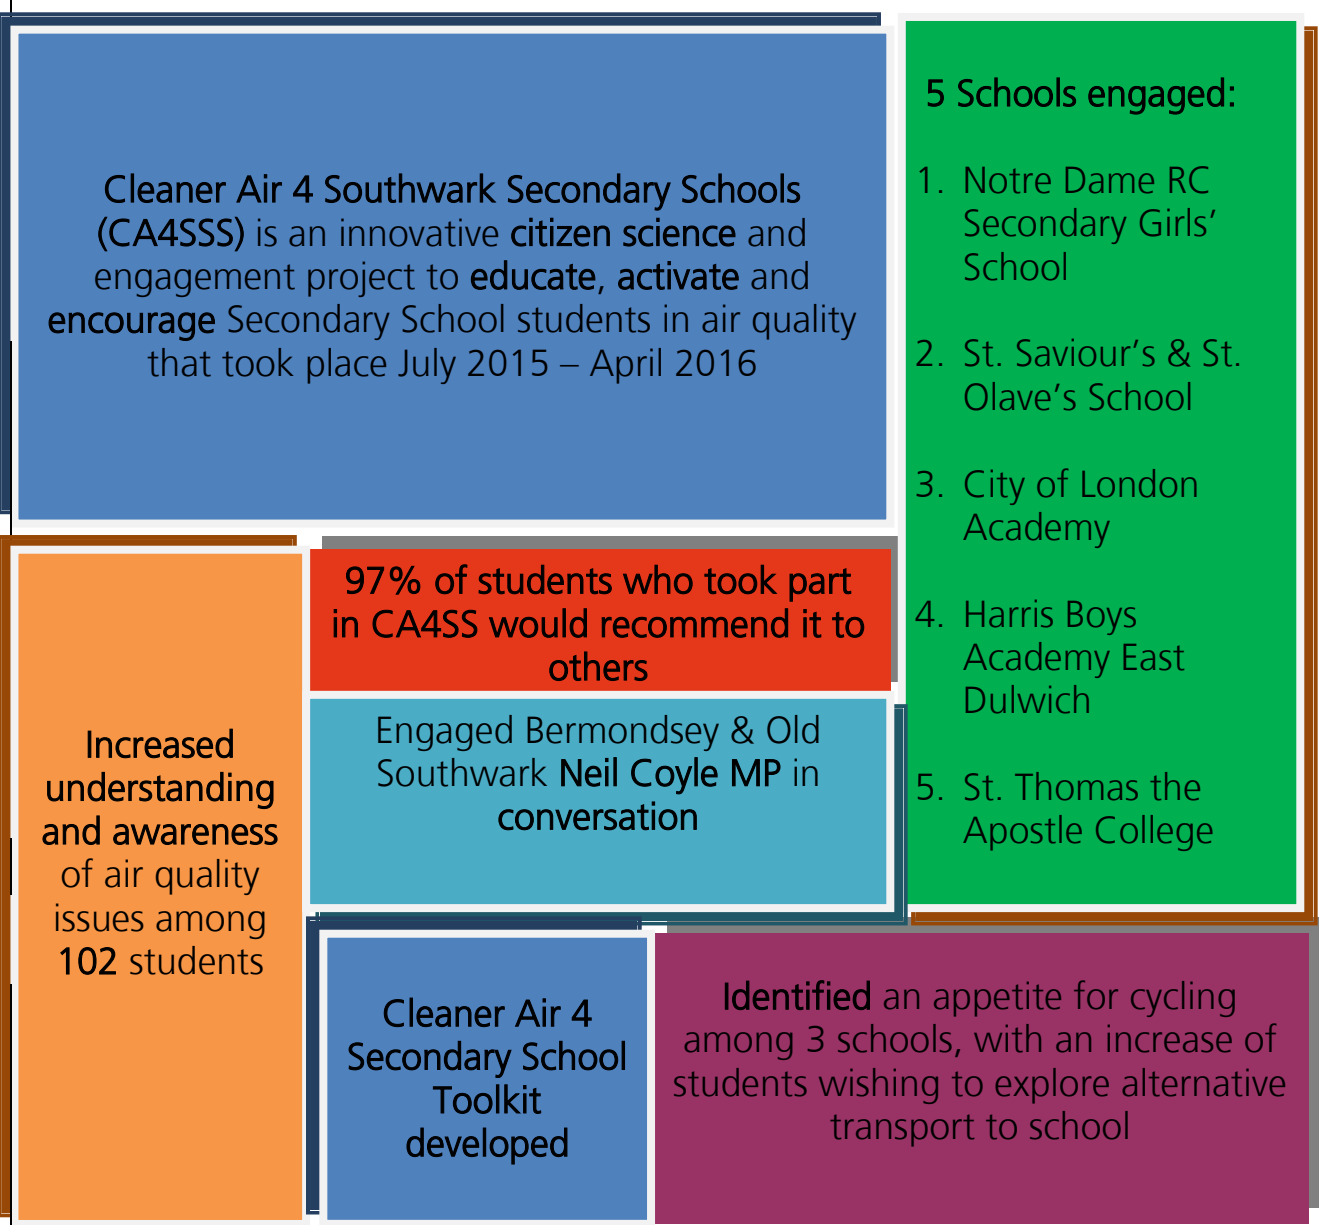 Cleaner Air 4 Southwark Secondary Schools
(CA4SSS) is an innovative citizen science and
engagement project to educate, activate and
encourage Secondary School students in air quality
that took place July 2015 – April 2016
5 Schools engaged:
1. Notre Dame RC
Secondary Girls’
School
2. St. Saviour’s & St.
Olave’s School
3. City of London
Academy
4. Harris Boys
Academy East
Dulwich
5. St. Thomas the
Apostle College
97% of students who took part
in CA4SS would recommend it to
others
Engaged Bermondsey & Old
Southwark Neil Coyle MP in
conversation
Increased
understanding
and awareness
of air quality
issues among
102 students
Cleaner Air 4
Secondary School
Toolkit
developed
Identified an appetite for cycling
among 3 schools, with an increase of
students wishing to explore alternative
transport to school